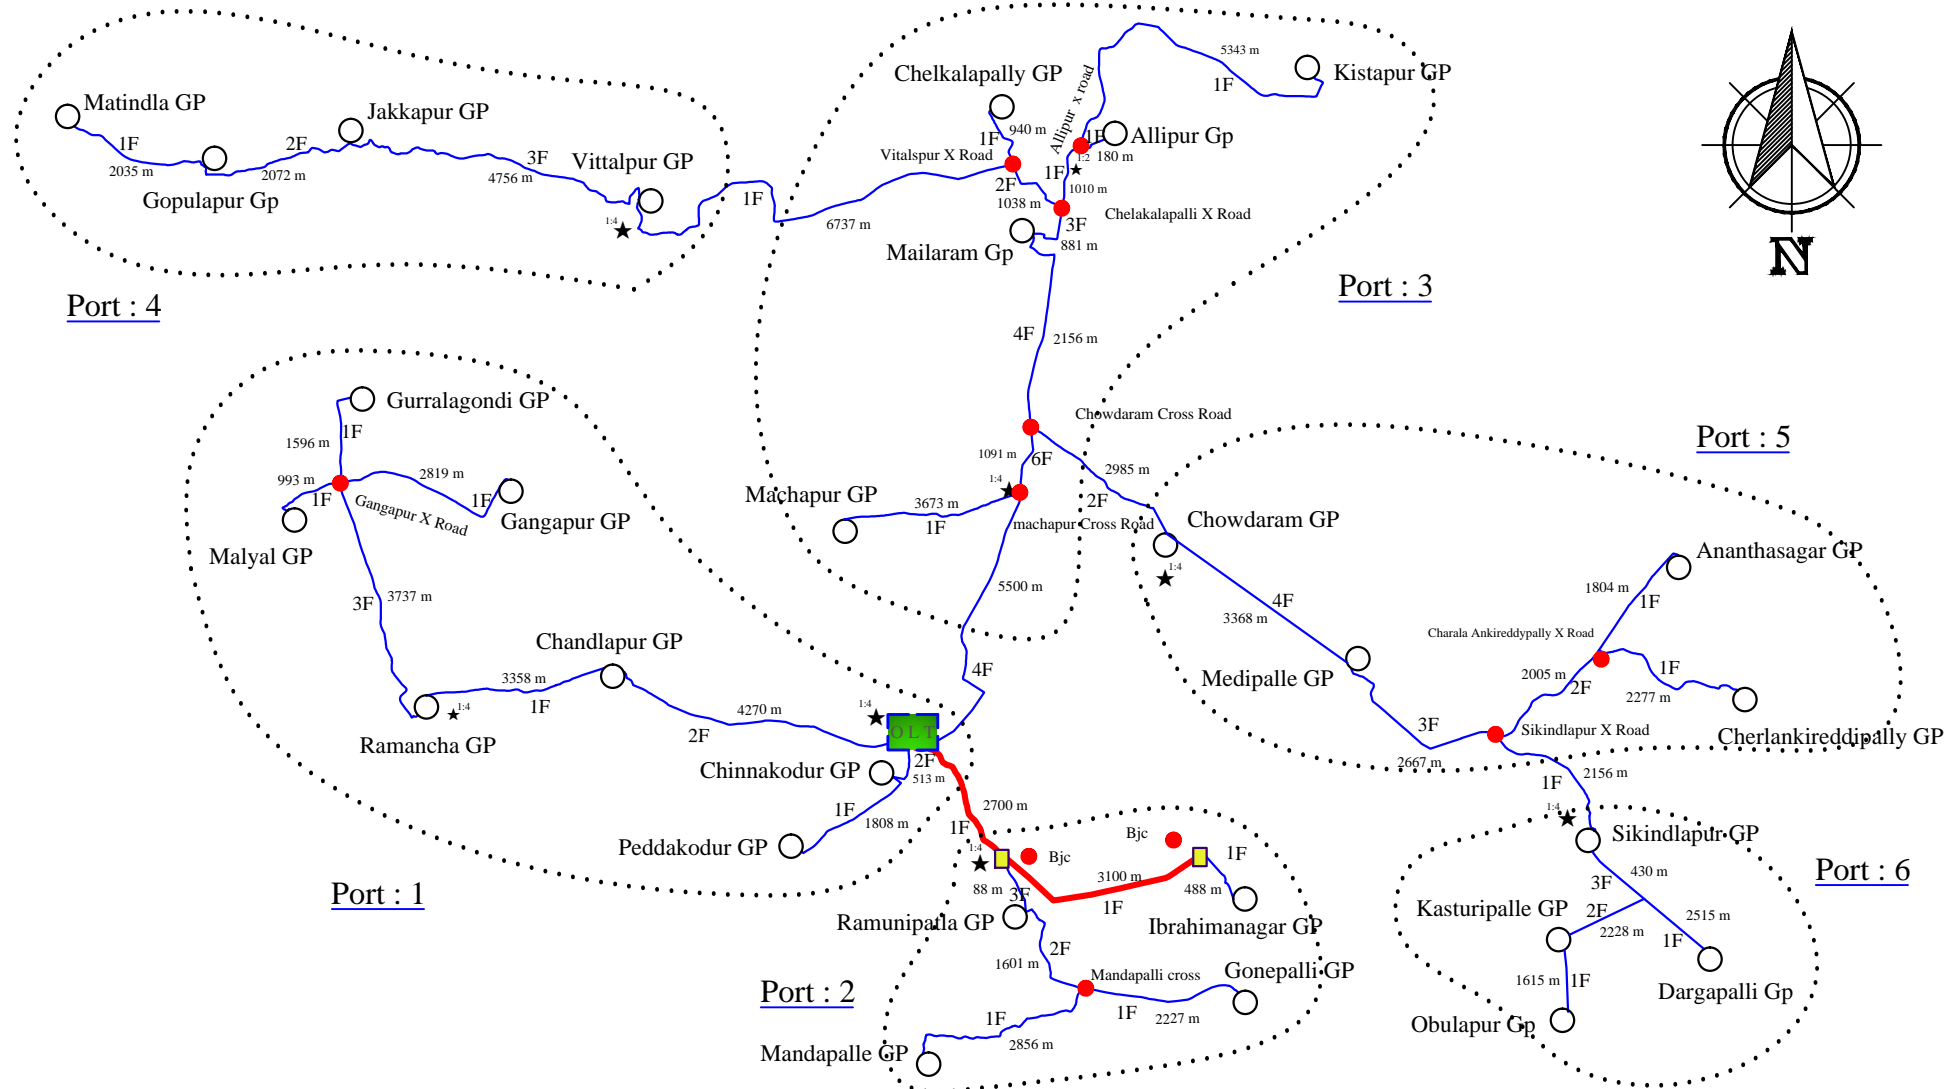 5343 m
1F
Kistapur GP
Chelkalapally GP
Allipur x road
940 m
1F
1F
Allipur Gp
180 m
1:2
Vitalspur X Road
1F
1010 m
2F
1038 m
Chelakalapalli X Road
3F
881 m
Mailaram Gp
Matindla GP
1F
2035 m
Gopulapur Gp
2F
2072 m
Jakkapur GP
3F
4756 m
Vittalpur GP
1:4
1F
6737 m
N
Port : 4
Port : 3
4F
2156 m
Chowdaram Cross Road
1091 m
6F
1:4
2985 m
2F
Machapur GP
3673 m
1F
machapur Cross Road
5500 m
4F
Gurralagondi GP
1596 m
1F
993 m
1F
2819 m
1F
Gangapur X Road
Gangapur GP
Malyal GP
3F
3737 m
Chandlapur GP
3358 m
1F
Ramancha GP
1:4
4270 m
2F
1:4
OLT
Chinnakodur GP
2F
513 m
1F
1808 m
Peddakodur GP
Port : 1
Port : 5
Chowdaram GP
1:4
4F
3368 m
Medipalle GP
Ananthasagar GP
1804 m
1F
Charala Ankireddypally X Road
2005 m
2F
1F
2277 m
3F
2667 m
Sikindlapur X Road
Cherlankireddipally GP
1F
2156 m
1:4
Sikindlapur GP
3F
430 m
Port : 6
Kasturipalle GP
2F
2228 m
2515 m
1F
1615 m
1F
Dargapalli Gp
Obulapur Gp
2700 m
1F
1:4
Bjc
Bjc
88 m
3F
3100 m
1F
1F
488 m
Ramunipatla GP
Ibrahimanagar GP
2F
1601 m
Mandapalli cross
Gonepalli GP
1F
2227 m
Port : 2
1F
2856 m
Mandapalle GP